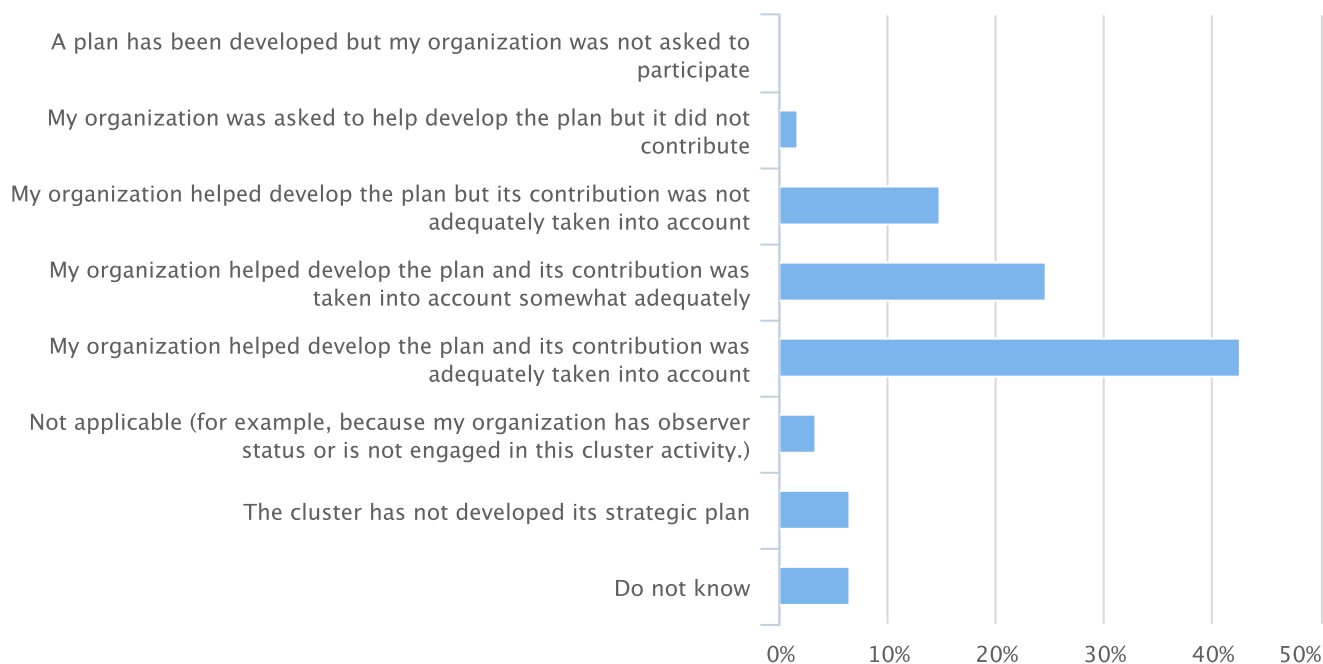 A plan has been developed but my organization was not asked to
participate
My organization was asked to help develop the plan but it did not
contribute
My organization helped develop the plan but its contribution was not
adequately taken into account
My organization helped develop the plan and its contribution was
taken into account somewhat adequately
My organization helped develop the plan and its contribution was
adequately taken into account
Not applicable (for example, because my organization has observer
status or is not engaged in this cluster activity.)
The cluster has not developed its strategic plan
Do not know
0% 10% 20% 30% 40% 50%